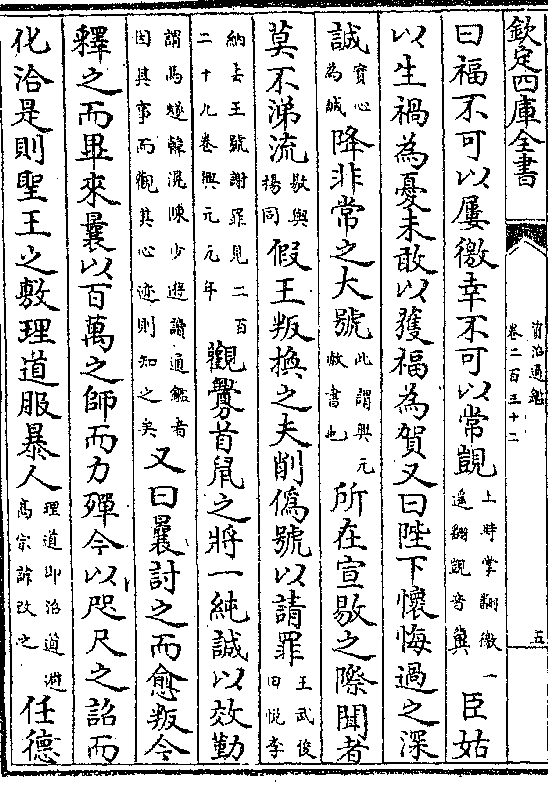 欽定四庫全書
資治通鑑
卷二百三十二
五
曰福不可以屢徼幸不可以常覬上時掌翻徼一遥翻覬音冀臣姑
以生禍為憂未敢以獲福為賀又曰陛下懷悔過之深
誠實心為誠降非常之大號此謂興元赦書也所在宣敭之際聞者
莫不涕流敭與揚同假王叛換之夫削偽號以請罪王武俊田悅李
納去王號謝罪見二百二十九卷興元元年觀釁首鼠之將一純誠以效勤
謂馬燧韓滉陳少遊讀通鑑者因其事而觀其心迹則知之矣又曰曩討之而愈叛今
釋之而畢來曩以百萬之師而力殫今以咫尺之詔而
化洽是則聖王之敷理道服暴人理道即治道避高宗諱改之任德